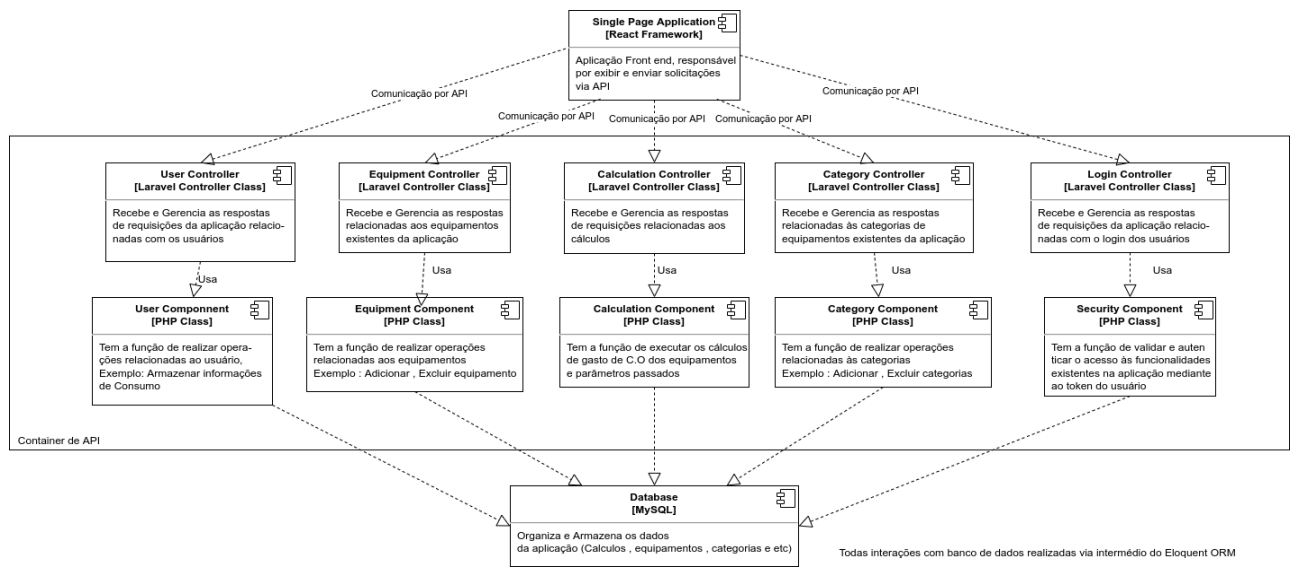 Single Page Application
[React Framework]
Aplicação Front end, responsável
por exibir e enviar solicitações
via API
Comunicação por API
Comunicação por API
Comunicação por API
Comunicação por API
Comunicação por API
User Controller
[Laravel Controller Class]
Recebe e Gerencia as respostas
de requisições da aplicação relacio-
nadas com os usuários
Equipment Controller
[Laravel Controller Class]
Recebe e Gerencia as respostas
relacionadas aos equipamentos
existentes da aplicação
Calculation Controller
[Laravel Controller Class]
Recebe e Gerencia as respostas
de requisições relacionadas aos
cálculos
Category Controller
[Laravel Controller Class]
Recebe e Gerencia as respostas
relacionadas às categorias de
equipamentos existentes da aplicação
Login Controller
[Laravel Controller Class]
Recebe e Gerencia as respostas
de requisições da aplicação relacio-
nadas com o login dos usuários
Usa
Usa
Usa
Usa
Usa
User Componnent
[PHP Class]
Tem a função de realizar opera-
ções relacionadas ao usuário,
Exemplo: Armazenar informações
de Consumo
Equipment Component
[PHP Class]
Tem a função de realizar operações
relacionadas aos equipamentos
Exemplo : Adicionar , Excluir equipamento
Calculation Component
[PHP Class]
Tem a função de executar os cálculos
de gasto de C.O dos equipamentos
e parâmetros passados
Category Component
[PHP Class]
Tem a função de realizar operações
relacionadas às categorias
Exemplo : Adicionar , Excluir categorias
Security Component
[PHP Class]
Tem a função de validar e auten
ticar o acesso às funcionalidades
existentes na aplicação mediante
ao token do usuário
Container de API
Database
[MySQL]
Organiza e Armazena os dados
da aplicação (Calculos , equipamentos , categorias e etc)
Todas interações com banco de dados realizadas via intermédio do Eloquent ORM